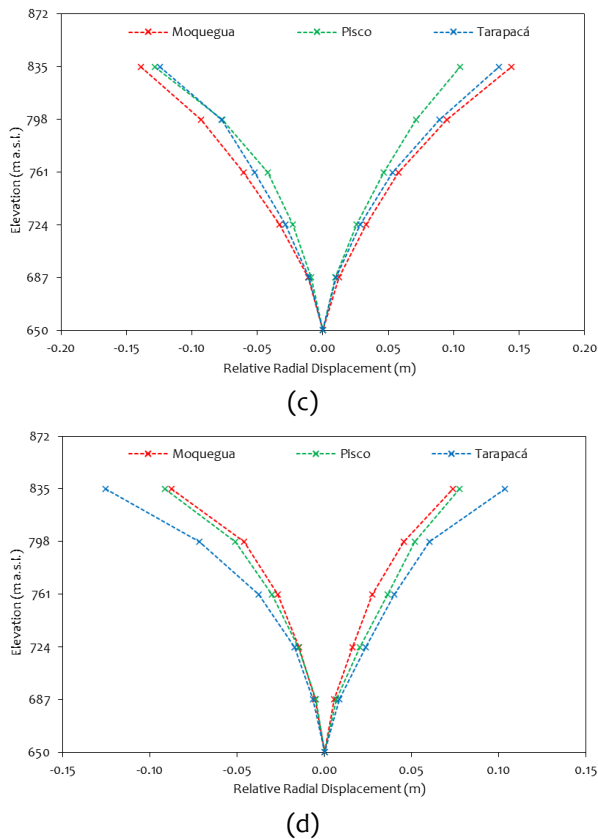 872
Moquegua Pisco Tarapacá
835
798
761
724
687
650
Elevation (m a.s.l.)
-0.20 -0.15 -0.10 -0.05 0.00 0.05 0.10 0.15 0.20
Relative Radial Displacement (m)
(c)
872
Moquegua Pisco Tarapacá
835
798
761
724
687
650
Elevation (m a.s.l.)
-0.15 -0.10 -0.05 0.00 0.05 0.10 0.15
Relative Radial Displacement (m)
(d)